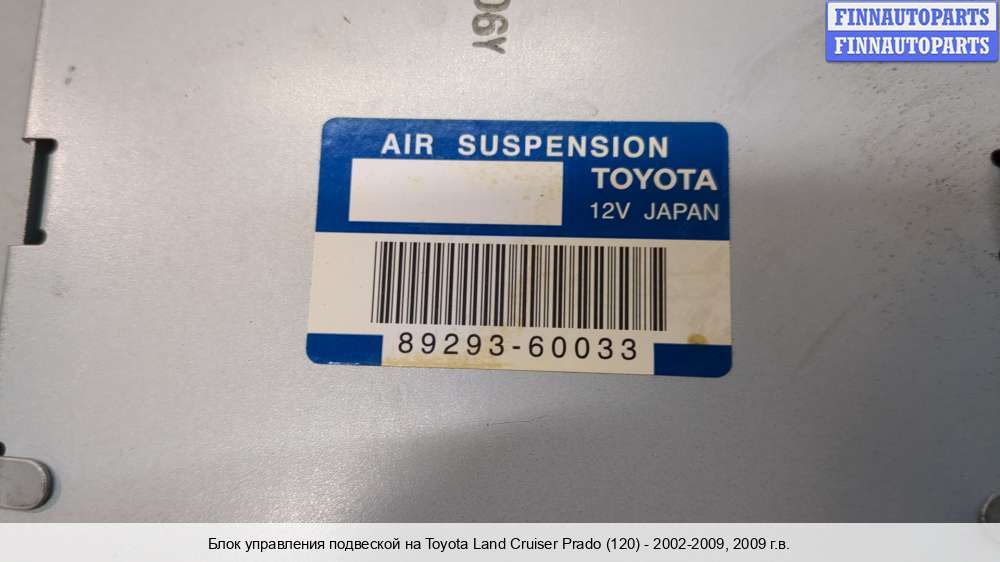 06Y
FINNAUTOPARTS
FINNAUTOPARTS
AIR SUSPENSION
TOYOTA
12V JAPAN
89293-60033
Блок управления подвеской на Toyota Land Cruiser Prado (120) - 2002-2009, 2009 г.в.